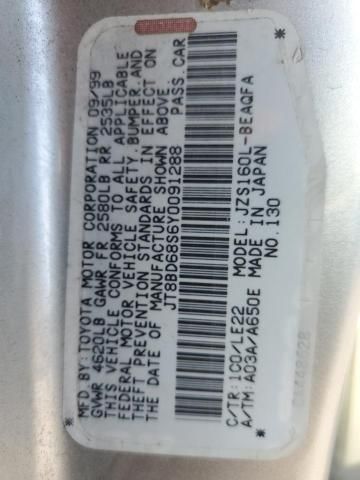 MFD.BY:TOYOTA MOTOR CORPORATION 09/99
GVWR 4620LB GAWR FR 2580LB RR 2535LB
THIS VEHICLE CONFORMS TO ALL APPLICABLE
FEDERAL MOTOR VEHICLE SAFETY,BUMPER,AND
THEFT PREVENTION STANDARDS IN EFFECT ON
THE DATE OF MANUFACTURE SHOWN ABOVE
JT8BD68S6Y0091288 PASS.CAR
C/TR:1C0/LE22 MODEL:JZS160L-BEAQFA
A/TM:A03A/A650E MADE IN JAPAN
NO.130